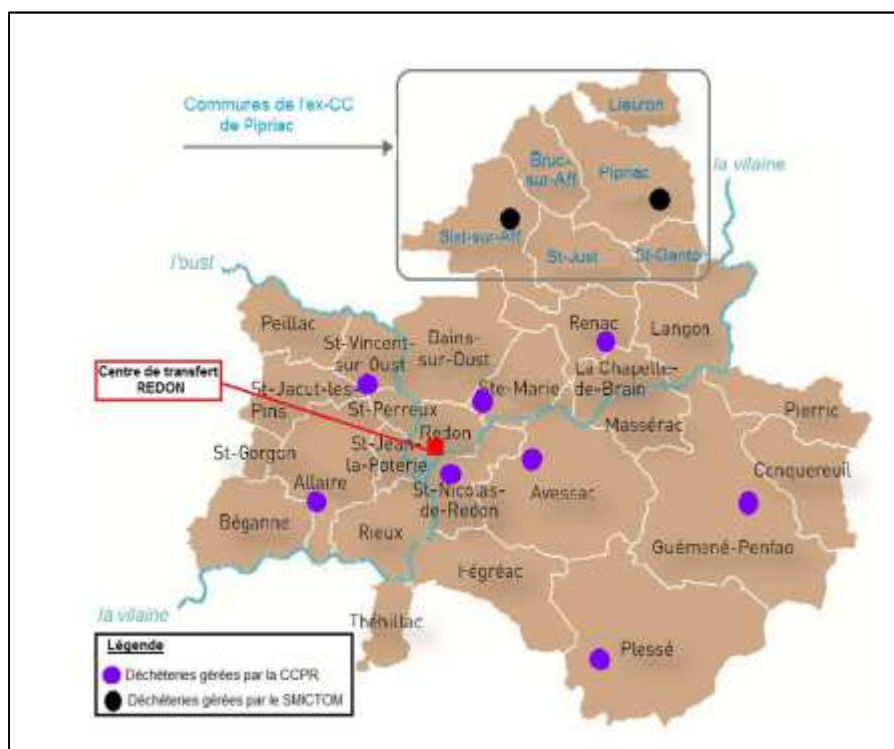 Communes de l'ex-CC
de Pipriac
Lieuron
Bruc-
sur-Aff
Pipriac
la vilaine
Sixt-sur-Aff
St-Just
St-Ganton
l'oust
Peillac
St-Vincent-
sur Oust
Bains-
sur-Oust
Renac
Langon
Centre de transfert
REDON
St-Jacut-les-
Pins
St-Perreux
Ste-Marie
La Chapelle-
de-Brain
Massérac
Pierric
Redon
St-Jean-
la-Poterie
St-Gorgon
Allaire
St-Nicolas-
de-Redon
Avessac
Conquereuil
Béganne
Rieux
Guémené-Penfao
Fégréac
la vilaine
Théhillac
Plessé
Légende
Déchèteries gérées par la CCPR
Déchèteries gérées par le SMICTOM